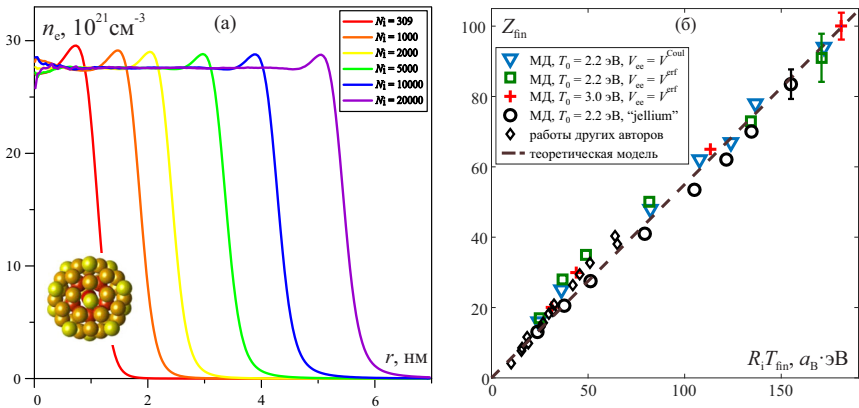 n_e, 10^21 см^-3
(а)
N_i = 309
N_i = 1000
N_i = 2000
N_i = 5000
N_i = 10000
N_i = 20000
30
20
10
0
0
2
4
6
r, нм
Z_fin
(б)
МД, T_0 = 2.2 эВ, V_ee = V^Coul
МД, T_0 = 2.2 эВ, V_ee = V^erf
МД, T_0 = 3.0 эВ, V_ee = V^erf
МД, T_0 = 2.2 эВ, "jellium"
работы других авторов
теоретическая модель
100
80
60
40
20
0
0
50
100
150
R_iT_fin, a_B·эВ